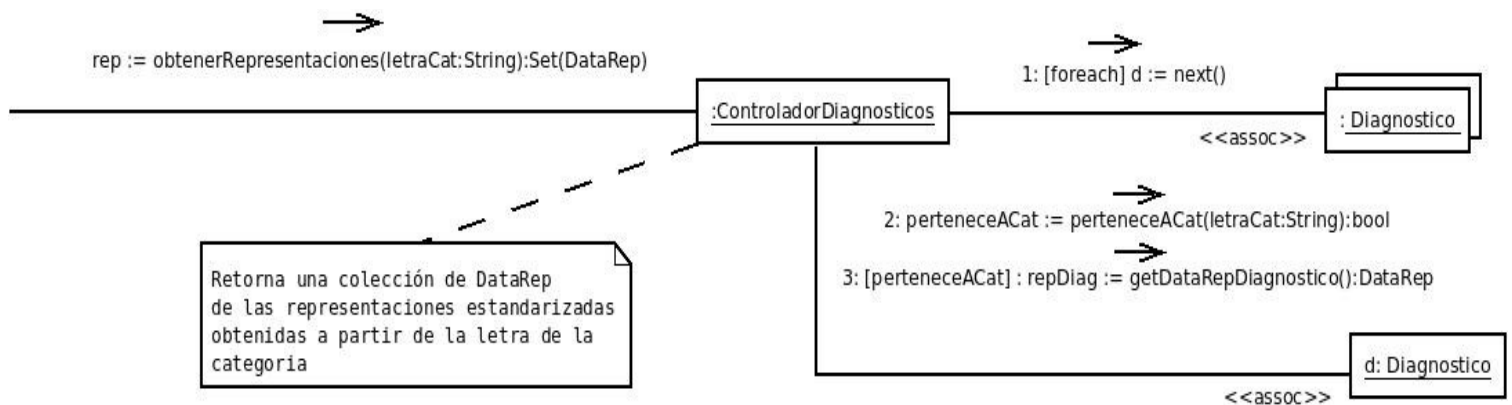 rep := obtenerRepresentaciones(letraCat:String):Set(DataRep)
1: [foreach] d := next()
:ControladorDiagnosticos
: Diagnostico
<<assoc>>
2: perteneceACat := perteneceACat(letraCat:String):bool
3: [perteneceACat] : repDiag := getDataRepDiagnostico():DataRep
Retorna una colección de DataRep
de las representaciones estandarizadas
obtenidas a partir de la letra de la
categoria
d: Diagnostico
<<assoc>>